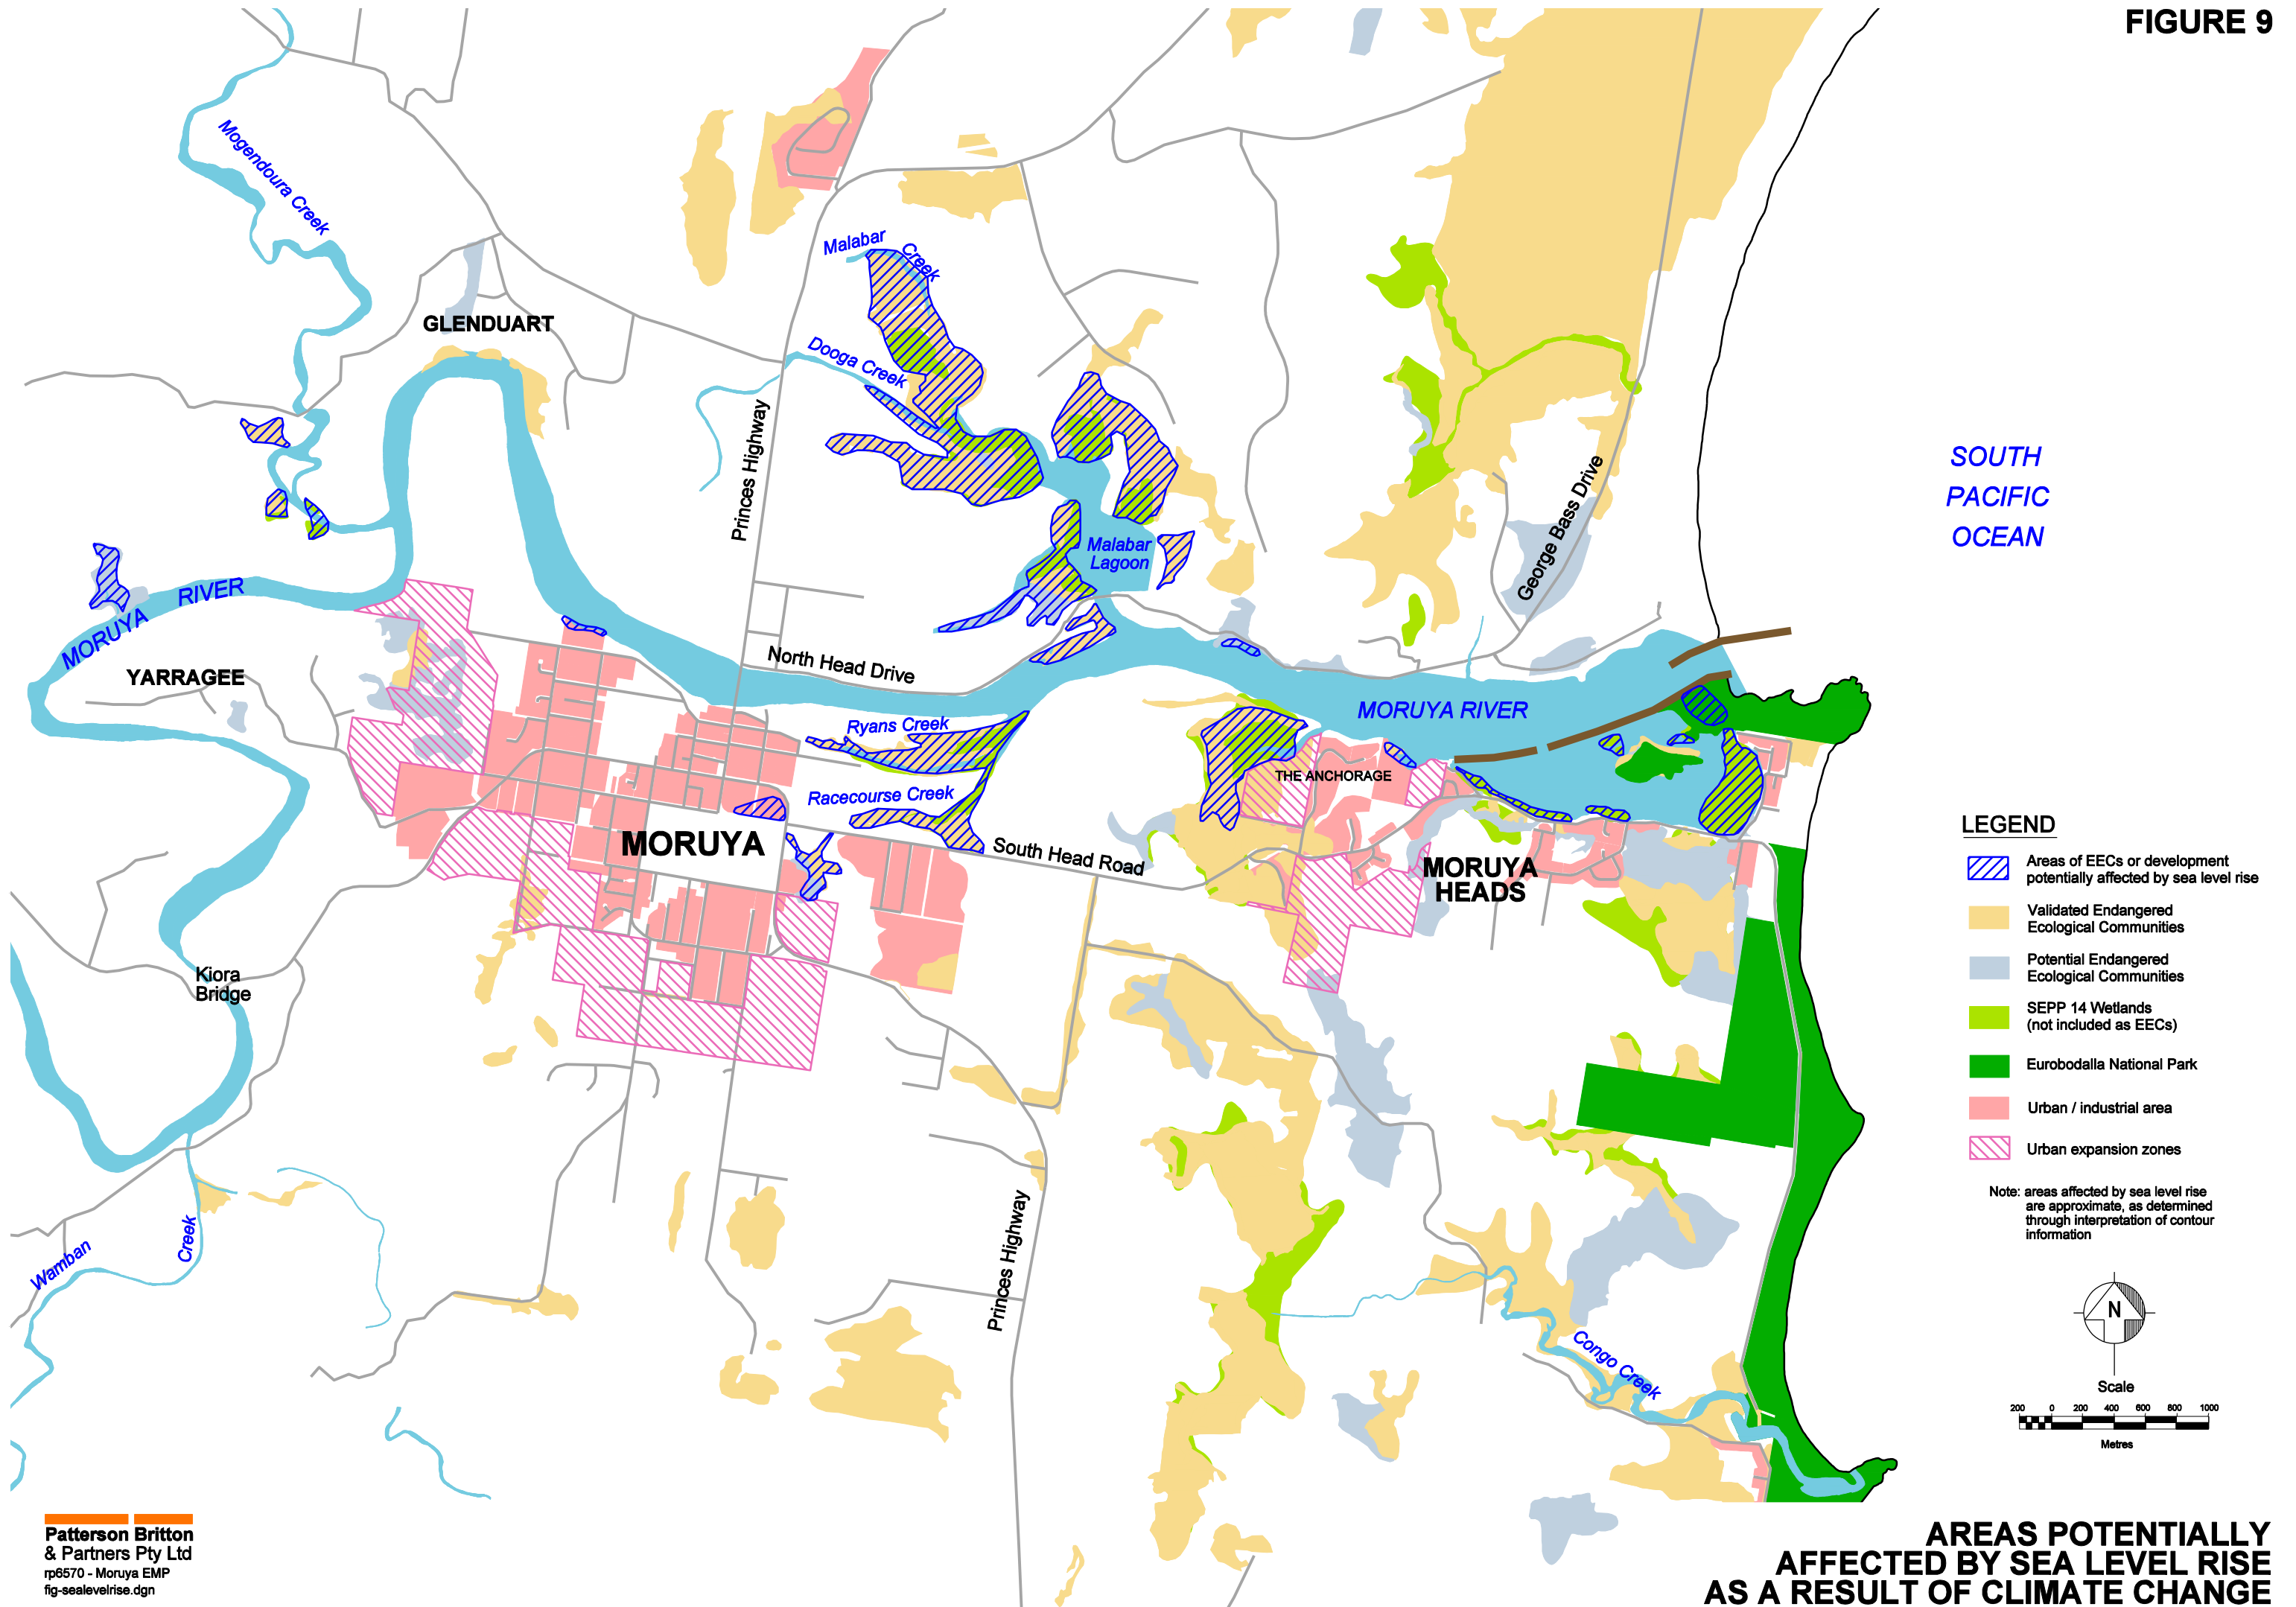 FIGURE 9
Mogendoura Creek
Malabar
Creek
GLENDUART
Dooga Creek
Princes Highway
SOUTH
PACIFIC
OCEAN
George Bass Drive
Malabar
Lagoon
MORUYA RIVER
YARRAGEE
North Head Drive
MORUYA RIVER
Ryans Creek
THE ANCHORAGE
Racecourse Creek
MORUYA
South Head Road
MORUYA
HEADS
Kiora
Bridge
Wamban
Creek
Princes Highway
Congo Creek
LEGEND
Areas of EECs or development
potentially affected by sea level rise
Validated Endangered
Ecological Communities
Potential Endangered
Ecological Communities
SEPP 14 Wetlands
(not included as EECs)
Eurobodalla National Park
Urban / industrial area
Urban expansion zones
Note: areas affected by sea level rise
are approximate, as determined
through interpretation of contour
information
N
Scale
200 0 200 400 600 800 1000
Metres
Patterson Britton
& Partners Pty Ltd
rp6570 - Moruya EMP
fig-sealevelrise.dgn
AREAS POTENTIALLY
AFFECTED BY SEA LEVEL RISE
AS A RESULT OF CLIMATE CHANGE